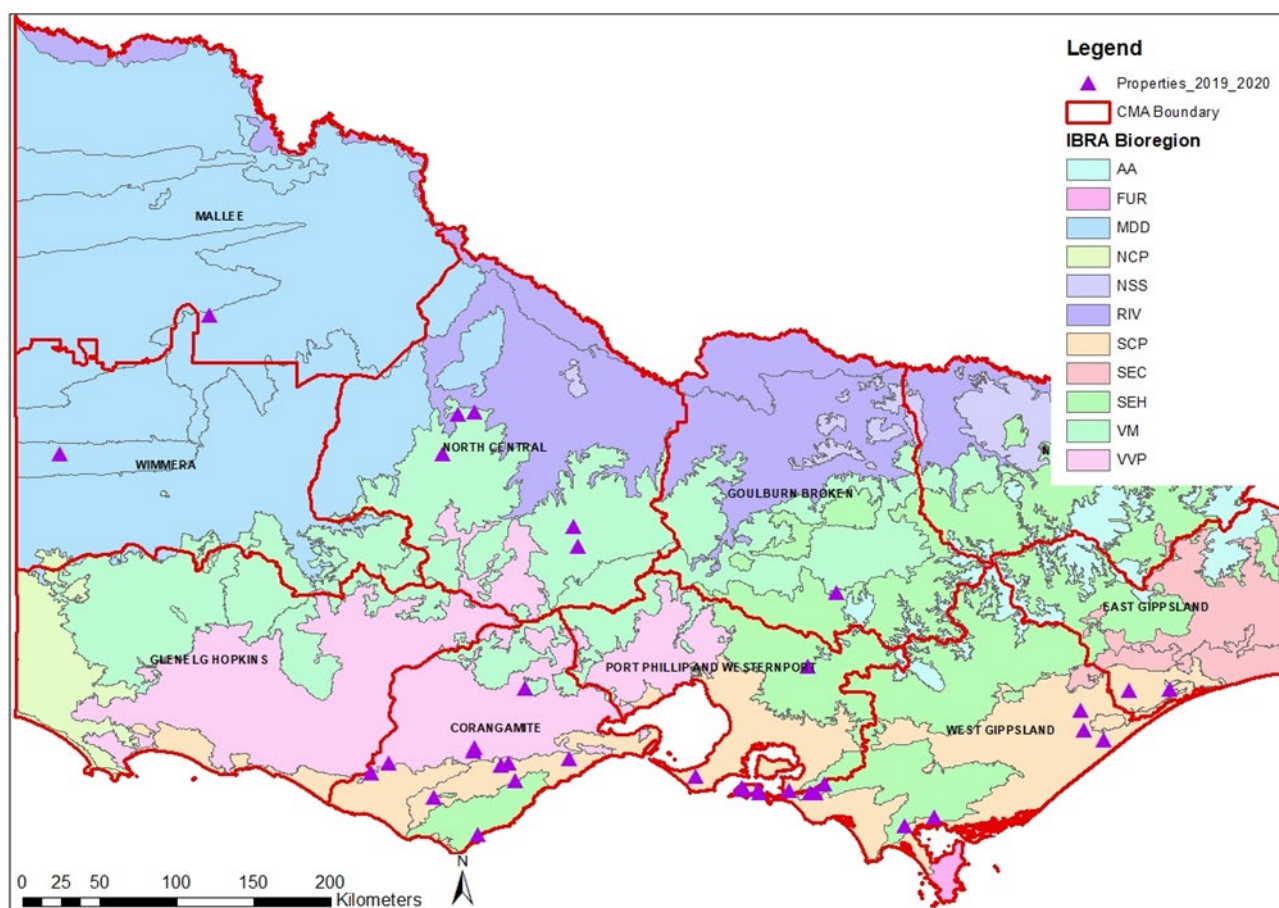 Legend
Properties_2019_2020
CMA Boundary
IBRA Bioregion
AA
FUR
MDD
NCP
NSS
RIV
SCP
SEC
SEH
VM
VVP
MALLEE
WIMMERA
NORTH CENTRAL
GOULBURN BROKEN
N
EAST GIPPSLAND
GLENELG HOPKINS
PORT PHILLIP AND WESTERNPORT
CORANGAMITE
WEST GIPPSLAND
N
0 25 50 100 150 200
Kilometers